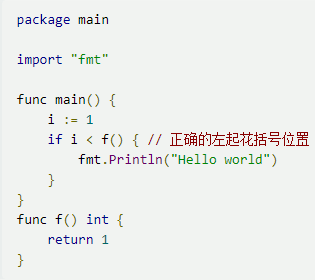 package main

import "fmt"

func main() {
    i := 1
    if i < f() { // 正确的左起花括号位置
        fmt.Println("Hello world")
    }
}
func f() int {
    return 1
}